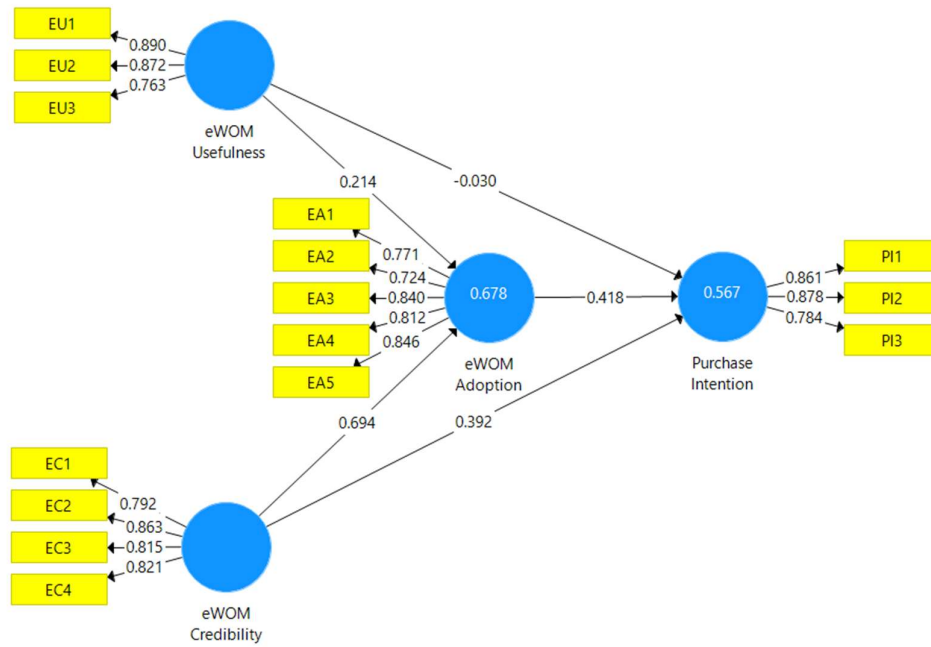 EU1
0.890
EU2
0.872
EU3
0.763
eWOM
Usefulness
0.214
-0.030
EA1
0.771
EA2
0.724
EA3
0.840
EA4
0.812
EA5
0.846
0.678
eWOM
Adoption
0.418
0.567
Purchase
Intention
PI1
0.861
PI2
0.878
PI3
0.784
0.694
0.392
EC1
0.792
EC2
0.863
EC3
0.815
EC4
0.821
eWOM
Credibility